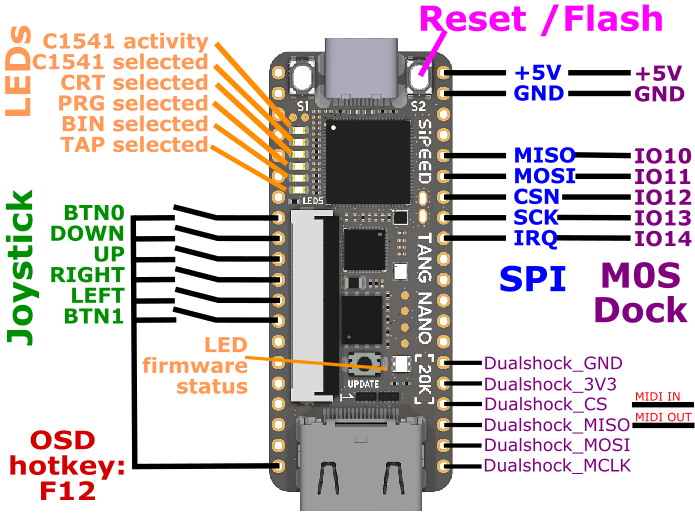 Reset /Flash
LEDs
C1541 activity
C1541 selected
CRT selected
PRG selected
BIN selected
TAP selected
S1
S2
SiPEED
LEDS
TANG NANO
20K
UPDATE
+5V
+5V
GND
GND
MISO
IO10
MOSI
IO11
CSN
IO12
SCK
IO13
IRQ
IO14
SPI
M0S
Dock
Joystick
BTN0
DOWN
UP
RIGHT
LEFT
BTN1
LED
firmware
status
OSD
hotkey:
F12
Dualshock_GND
Dualshock_3V3
Dualshock_CS
MIDI IN
Dualshock_MISO
MIDI OUT
Dualshock_MOSI
Dualshock_MCLK